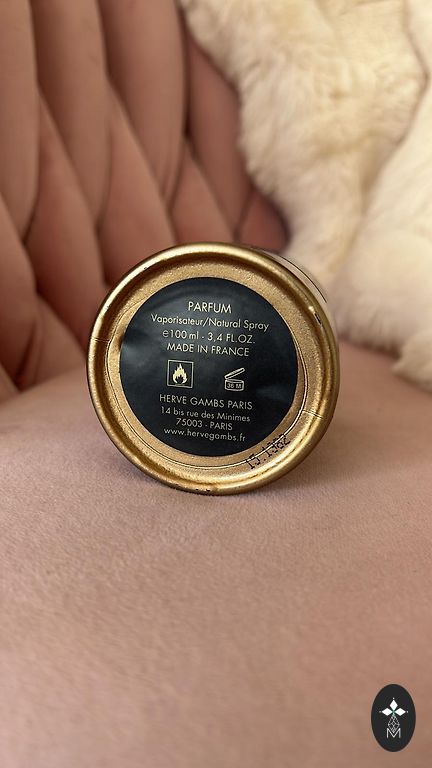 PARFUM
Vaporisateur/Natural Spray
℮100 ml - 3,4 FL.OZ.
MADE IN FRANCE
36 M
HERVE GAMBS PARIS
14 bis rue des Minimes
75003 - PARIS
www.hervegambs.fr
M